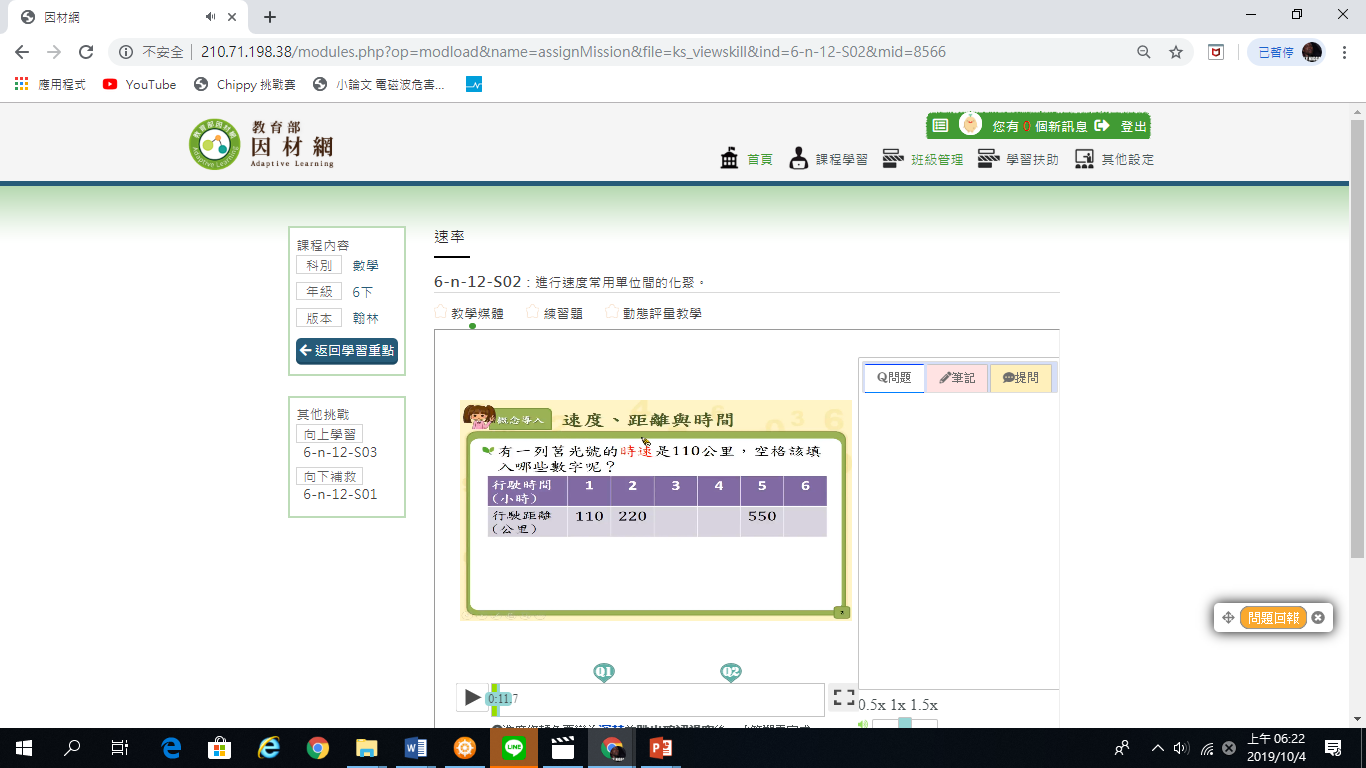 因材網
不安全 | 210.71.198.38/modules.php?op=modload&name=assignMission&file=ks_viewskill&ind=6-n-12-S02&mid=8566
已暫停
應用程式 YouTube Chippy 挑戰賽 小論文 電磁波危害...
教育部
因材網
Adaptive Learning
您有 0 個新訊息 登出
首頁 課程學習 班級管理 學習扶助 其他設定
課程內容
科別 數學
年級 6下
版本 翰林
返回學習重點
其他挑戰
向上學習
6-n-12-S03
向下補救
6-n-12-S01
速率
6-n-12-S02：進行速度常用單位間的化聚。
教學媒體 練習題 動態評量教學
概念導入 速度、距離與時間
有一列莒光號的時速是110公里，空格該填
入哪些數字呢？
行駛時間（小時） 1 2 3 4 5 6
行駛距離（公里） 110 220 550
Q問題 筆記 提問
Q1 Q2
0:11.7
0.5x 1x 1.5x
問題回報
上午 06:22
2019/10/4